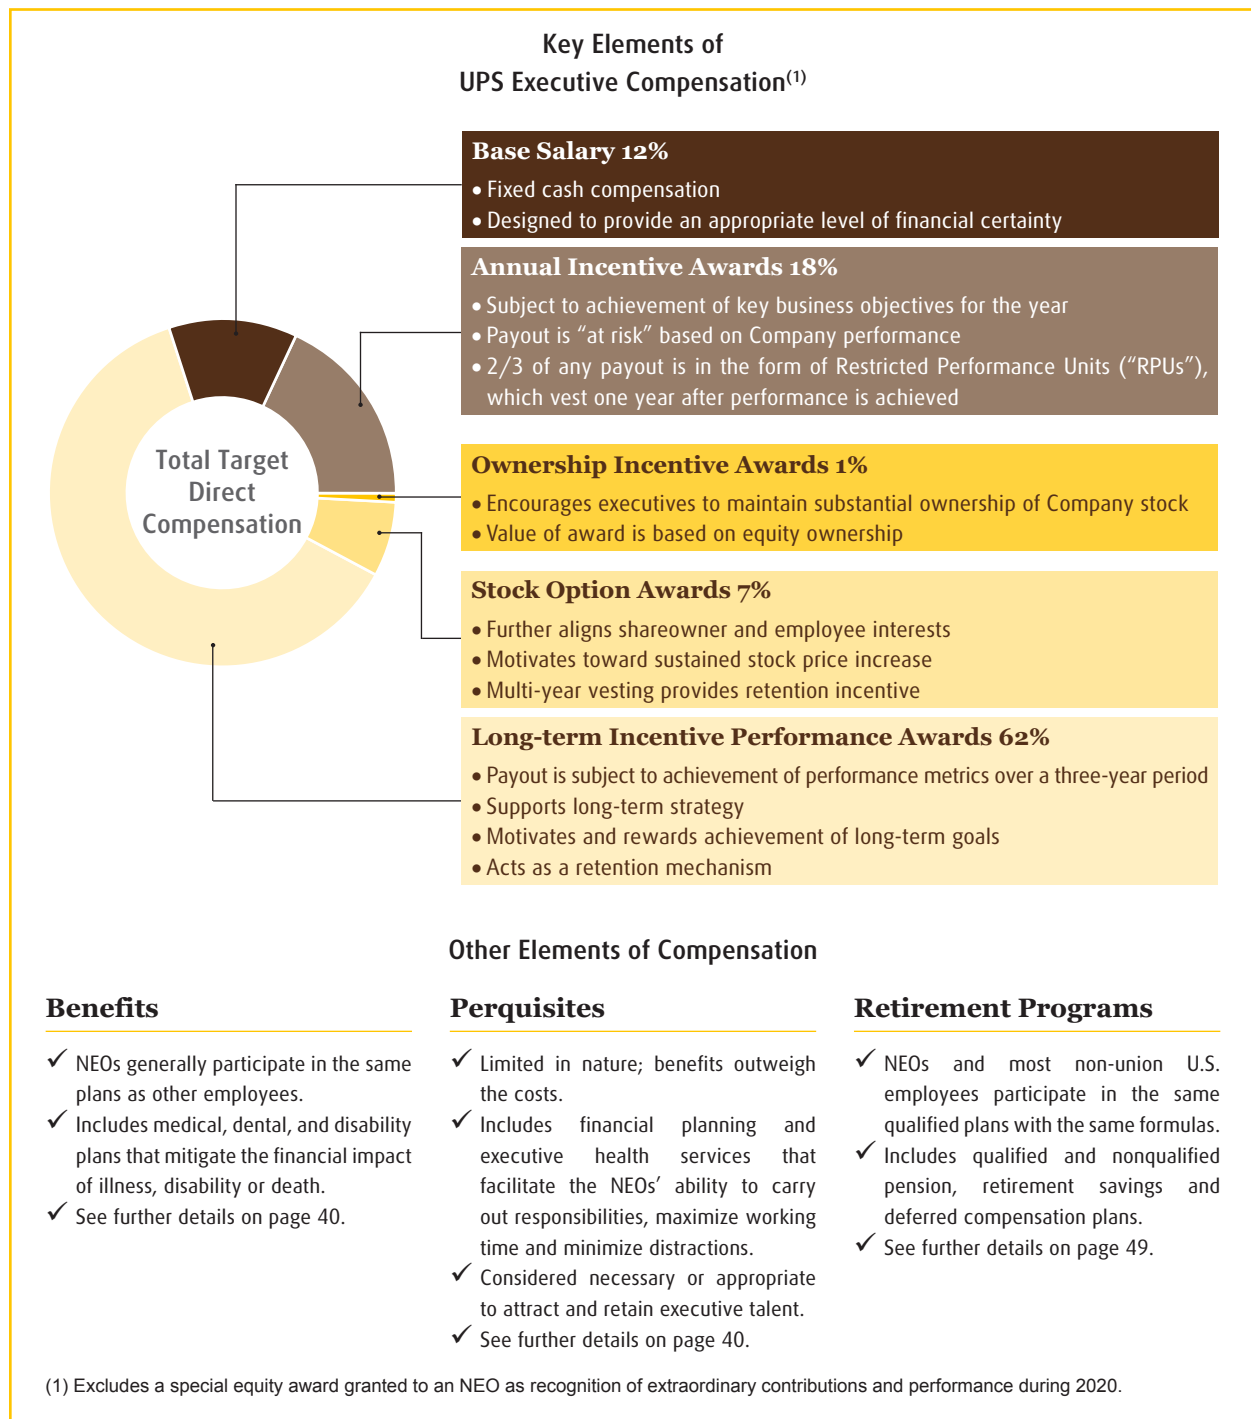 Key Elements of
UPS Executive Compensation(1)
Base Salary 12%
• Fixed cash compensation
• Designed to provide an appropriate level of financial certainty
Annual Incentive Awards 18%
• Subject to achievement of key business objectives for the year
• Payout is “at risk” based on Company performance
• 2/3 of any payout is in the form of Restricted Performance Units (“RPUs”),
which vest one year after performance is achieved
Total Target
Direct
Compensation
Ownership Incentive Awards 1%
• Encourages executives to maintain substantial ownership of Company stock
• Value of award is based on equity ownership
Stock Option Awards 7%
• Further aligns shareowner and employee interests
• Motivates toward sustained stock price increase
• Multi-year vesting provides retention incentive
Long-term Incentive Performance Awards 62%
• Payout is subject to achievement of performance metrics over a three-year period
• Supports long-term strategy
• Motivates and rewards achievement of long-term goals
• Acts as a retention mechanism
Other Elements of Compensation
Benefits
✓ NEOs generally participate in the same
plans as other employees.
✓ Includes medical, dental, and disability
plans that mitigate the financial impact
of illness, disability or death.
✓ See further details on page 40.
Perquisites
✓ Limited in nature; benefits outweigh
the costs.
✓ Includes financial planning and
executive health services that
facilitate the NEOs’ ability to carry
out responsibilities, maximize working
time and minimize distractions.
✓ Considered necessary or appropriate
to attract and retain executive talent.
✓ See further details on page 40.
Retirement Programs
✓ NEOs and most non-union U.S.
employees participate in the same
qualified plans with the same formulas.
✓ Includes qualified and nonqualified
pension, retirement savings and
deferred compensation plans.
✓ See further details on page 49.
(1) Excludes a special equity award granted to an NEO as recognition of extraordinary contributions and performance during 2020.